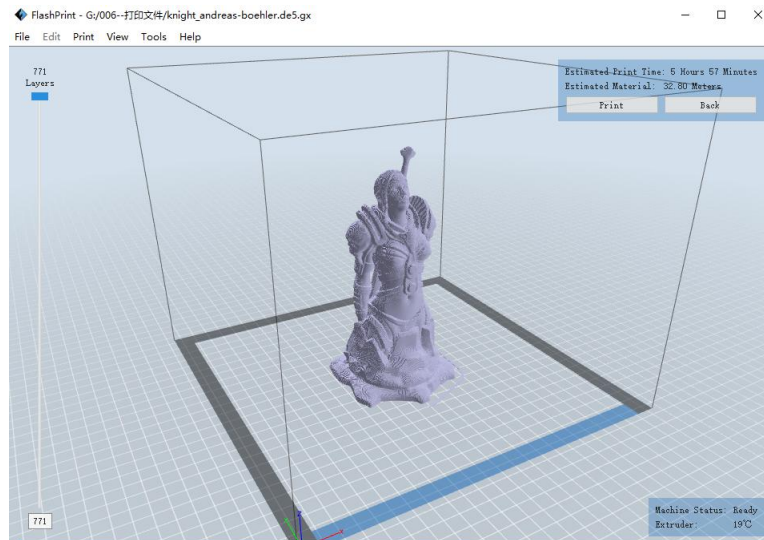 FlashPrint - G:/006--打印文件/knight_andreas-boehler.de5.gx
File Edit Print View Tools Help
771
Layers
Estimated Print Time: 5 Hours 57 Minutes
Estimated Material: 32.80 Meters
Print Back
771
Machine Status: Ready
Extruder: 19℃